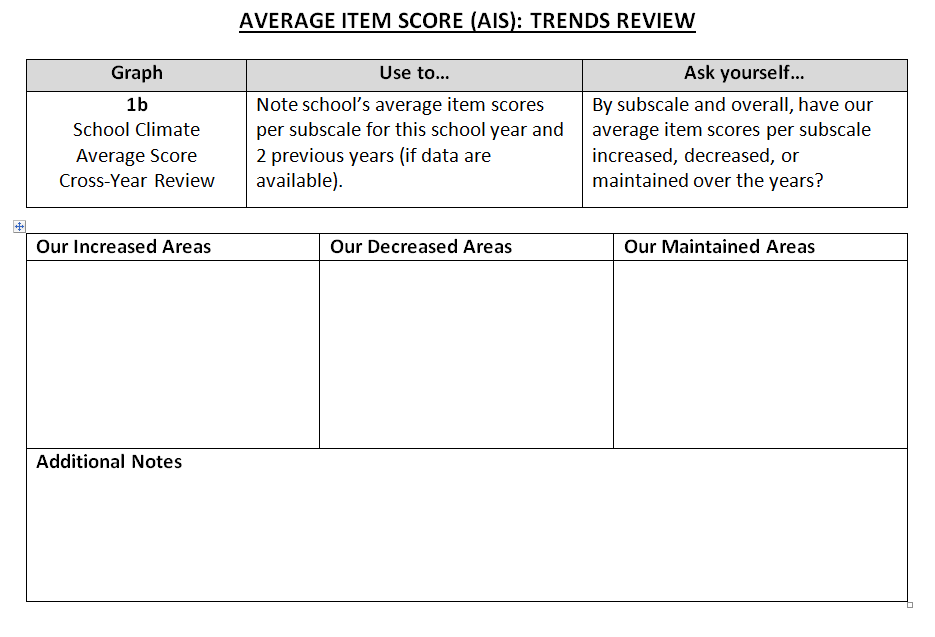 AVERAGE ITEM SCORE (AIS): TRENDS REVIEW
Graph
Use to…
Ask yourself…
1b
School Climate
Average Score
Cross-Year Review
Note school’s average item scores
per subscale for this school year and
2 previous years (if data are
available).
By subscale and overall, have our
average item scores per subscale
increased, decreased, or
maintained over the years?
Our Increased Areas
Our Decreased Areas
Our Maintained Areas
Additional Notes